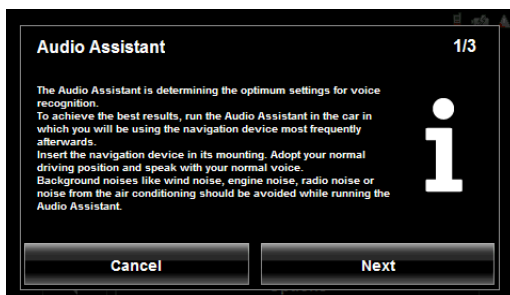 Audio Assistant 1/3
The Audio Assistant is determining the optimum settings for voice
recognition.
To achieve the best results, run the Audio Assistant in the car in
which you will be using the navigation device most frequently
afterwards.
Insert the navigation device in its mounting. Adopt your normal
driving position and speak with your normal voice.
Background noises like wind noise, engine noise, radio noise or
noise from the air conditioning should be avoided while running the
Audio Assistant.
Cancel Next